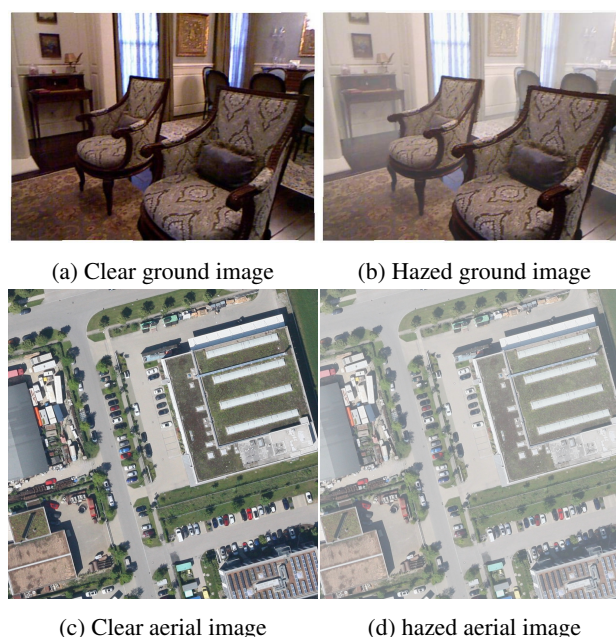 (a) Clear ground image
(b) Hazed ground image
(c) Clear aerial image
(d) hazed aerial image